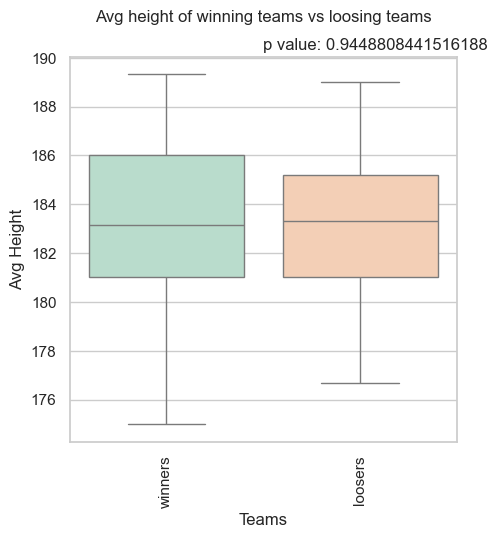 Avg height of winning teams vs loosing teams
p value: 0.9448808441516188
190
188
186
184
182
180
178
176
Avg Height
winners
loosers
Teams